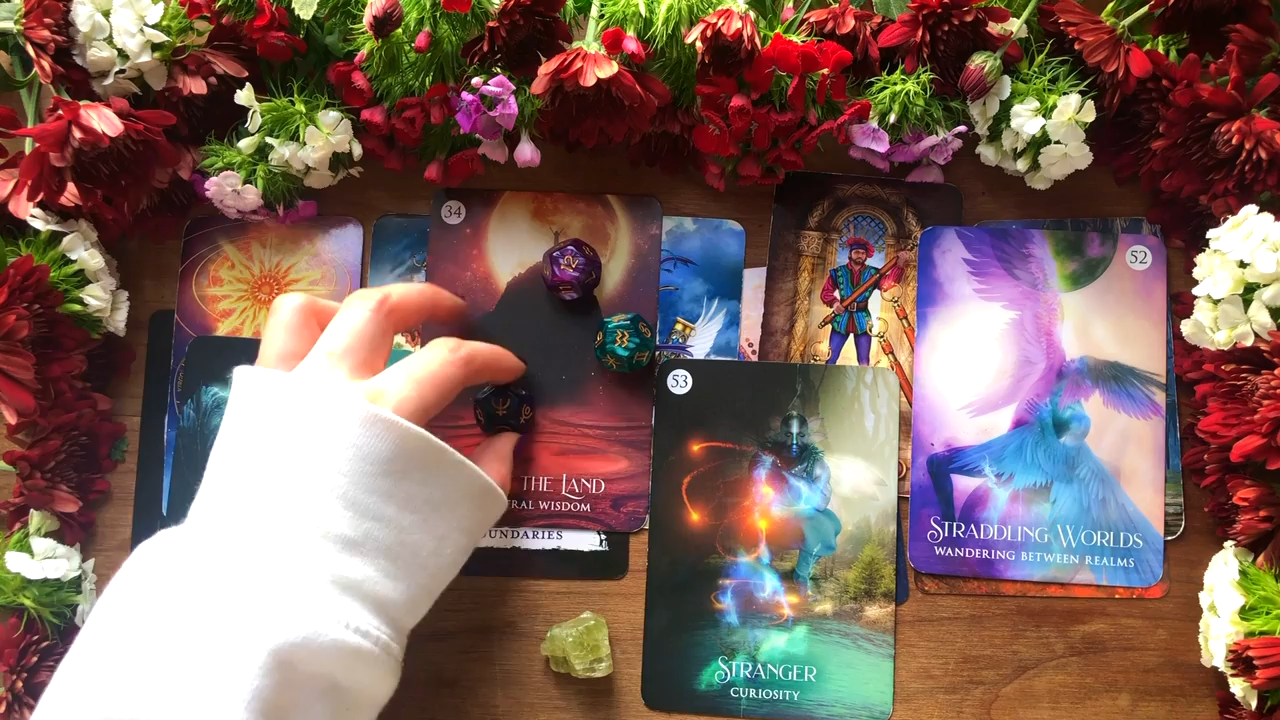 34
THE LAND
TRAL WISDOM
UNDARIES
53
STRANGER
CURIOSITY
52
STRADDLING WORLDS
WANDERING BETWEEN REALMS